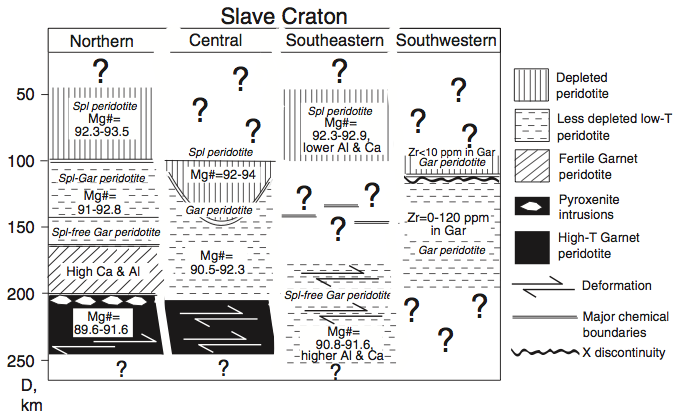 Slave Craton
Northern
Central
Southeastern
Southwestern
50
100
150
200
250
D,
km
?
Spl peridotite
Mg#=
92.3-93.5
Spl-Gar peridotite
Mg#=
91-92.8
Spl-free Gar peridotite
High Ca & Al
Mg#=
89.6-91.6
?
?
?
?
Spl peridotite
Mg#=92-94
Gar peridotite
Mg#=
90.5-92.3
?
?
Spl peridotite
Mg#=
92.3-92.9,
lower Al & Ca
?
?
?
Spl-free Gar peridotite
Mg#=
90.8-91.6,
higher Al & Ca
?
?
?
?
Zr<10 ppm in Gar
Gar peridotite
Zr=0-120 ppm
in Gar
Gar peridotite
?
?
?
Depleted
peridotite
Less depleted low-T
peridotite
Fertile Garnet
peridotite
Pyroxenite
intrusions
High-T Garnet
peridotite
Deformation
Major chemical
boundaries
X discontinuity